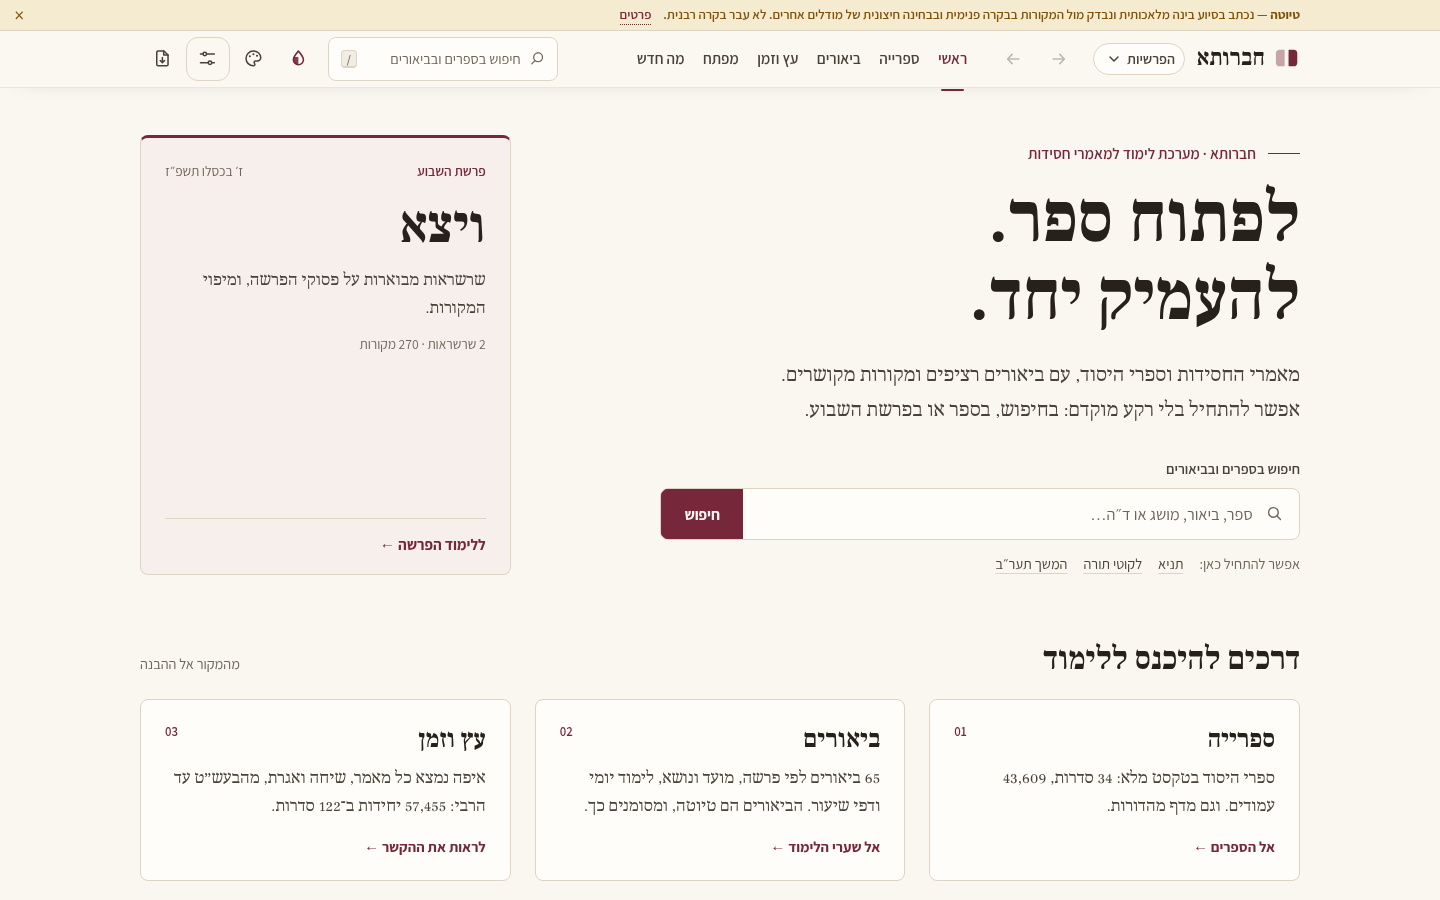 טיוטה — נכתב בסיוע בינה מלאכותית ונבדק מול המקורות בבקרה פנימית ובבחינה חיצונית של מודלים אחרים. לא עבר בקרה רבנית. פרטים ×
חברותא הפרשיות → ← ראשי ספרייה ביאורים עץ וזמן מפתח מה חדש חיפוש בספרים ובביאורים /
חברותא · מערכת לימוד למאמרי חסידות
לפתוח ספר.
להעמיק יחד.
מאמרי החסידות וספרי היסוד, עם ביאורים רציפים ומקורות מקושרים.
אפשר להתחיל בלי רקע מוקדם: בחיפוש, בספר או בפרשת השבוע.
חיפוש בספרים ובביאורים
ספר, ביאור, מושג או ד״ה… חיפוש
אפשר להתחיל כאן: תניא לקוטי תורה המשך תער״ב
פרשת השבוע ז׳ בכסלו תשפ״ז
ויצא
שרשראות מבוארות על פסוקי הפרשה, ומיפוי
המקורות.
2 שרשראות · 270 מקורות
ללימוד הפרשה ←
דרכים להיכנס ללימוד מהמקור אל ההבנה
ספרייה 01
ספרי היסוד בטקסט מלא: 34 סדרות, 43,609
עמודים. וגם מדף מהדורות.
אל הספרים ←
ביאורים 02
65 ביאורים לפי פרשה, מועד ונושא, לימוד יומי
ודפי שיעור. הביאורים הם טיוטה, ומסומנים כך.
אל שערי הלימוד ←
עץ וזמן 03
איפה נמצא כל מאמר, שיחה ואגרת, מהבעש״ט עד
הרבי: 57,455 יחידות ב־122 סדרות.
לראות את ההקשר ←